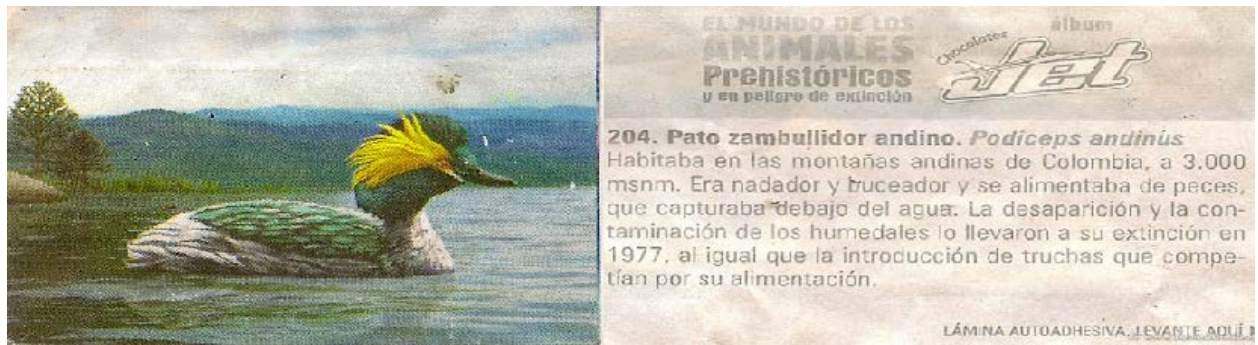 EL MUNDO DE LOS
ANIMALES
Prehistóricos
y en peligro de extinción
álbum
Chocolates
Jet
204. Pato zambullidor andino. Podiceps andinus
Habitaba en las montañas andinas de Colombia, a 3.000
msnm. Era nadador y buceador y se alimentaba de peces,
que capturaba debajo del agua. La desaparición y la con-
taminación de los humedales lo llevaron a su extinción en
1977, al igual que la introducción de truchas que compe-
tían por su alimentación.
LÁMINA AUTOADHESIVA. LEVANTE AQUÍ